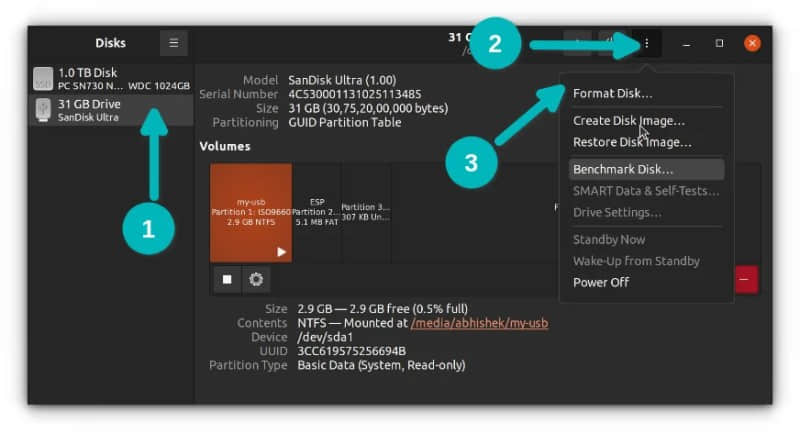 Disks
31 G
2
1.0 TB Disk
PC SN730 N… WDC 1024GB
31 GB Drive
SanDisk Ultra
1
Model SanDisk Ultra (1.00)
Serial Number 4C530001131025113485
Size 31 GB (30,75,20,00,000 bytes)
Partitioning GUID Partition Table
Volumes
my-usb
Partition 1: ISO9660
2.9 GB NTFS
ESP
Partition 2…
5.1 MB FAT
Partition 3…
307 KB Un…
3
Format Disk…
Create Disk Image…
Restore Disk Image…
Benchmark Disk…
SMART Data & Self-Tests…
Drive Settings…
Standby Now
Wake-Up from Standby
Power Off
Size 2.9 GB — 2.9 GB free (0.5% full)
Contents NTFS — Mounted at /media/abhishek/my-usb
Device /dev/sda1
UUID 3CC619575256694B
Partition Type Basic Data (System, Read-only)